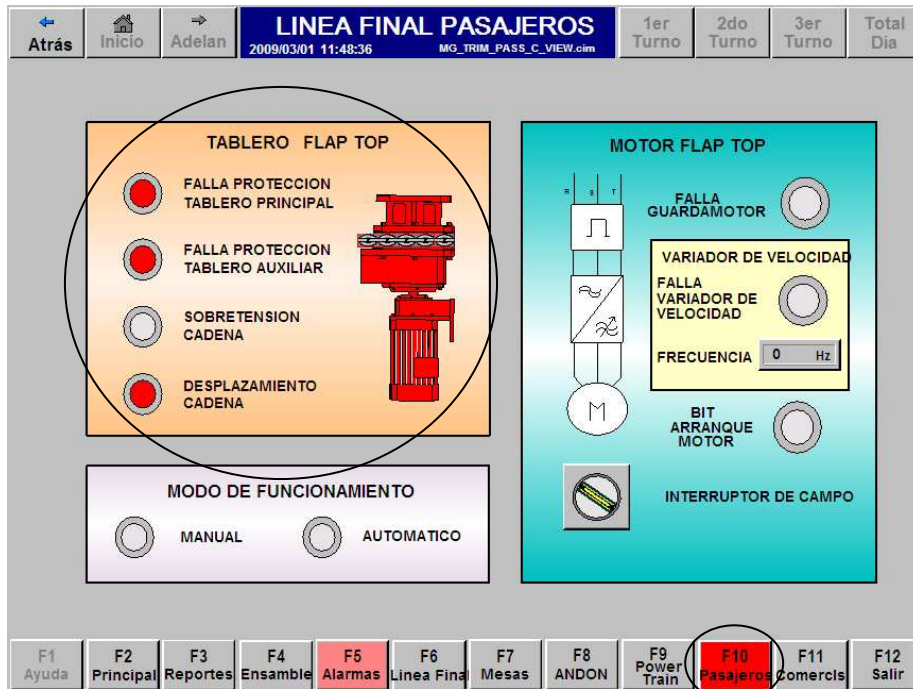 Atrás
Inicio
Adelan
LINEA FINAL PASAJEROS
2009/03/01 11:48:36
MG_TRIM_PASS_C_VIEW.cim
1er
Turno
2do
Turno
3er
Turno
Total
Dia
TABLERO FLAP TOP
FALLA PROTECCION
TABLERO PRINCIPAL
FALLA PROTECCION
TABLERO AUXILIAR
SOBRETENSION
CADENA
DESPLAZAMIENTO
CADENA
MODO DE FUNCIONAMIENTO
MANUAL
AUTOMATICO
MOTOR FLAP TOP
R S T
FALLA
GUARDAMOTOR
VARIADOR DE VELOCIDAD
FALLA
VARIADOR DE
VELOCIDAD
FRECUENCIA
0 Hz
M
BIT
ARRANQUE
MOTOR
INTERRUPTOR DE CAMPO
F1
Ayuda
F2
Principal
F3
Reportes
F4
Ensamble
F5
Alarmas
F6
Linea Fina
F7
Mesas
F8
ANDON
F9
Power
Train
F10
Pasajeros
F11
Comercls
F12
Salir